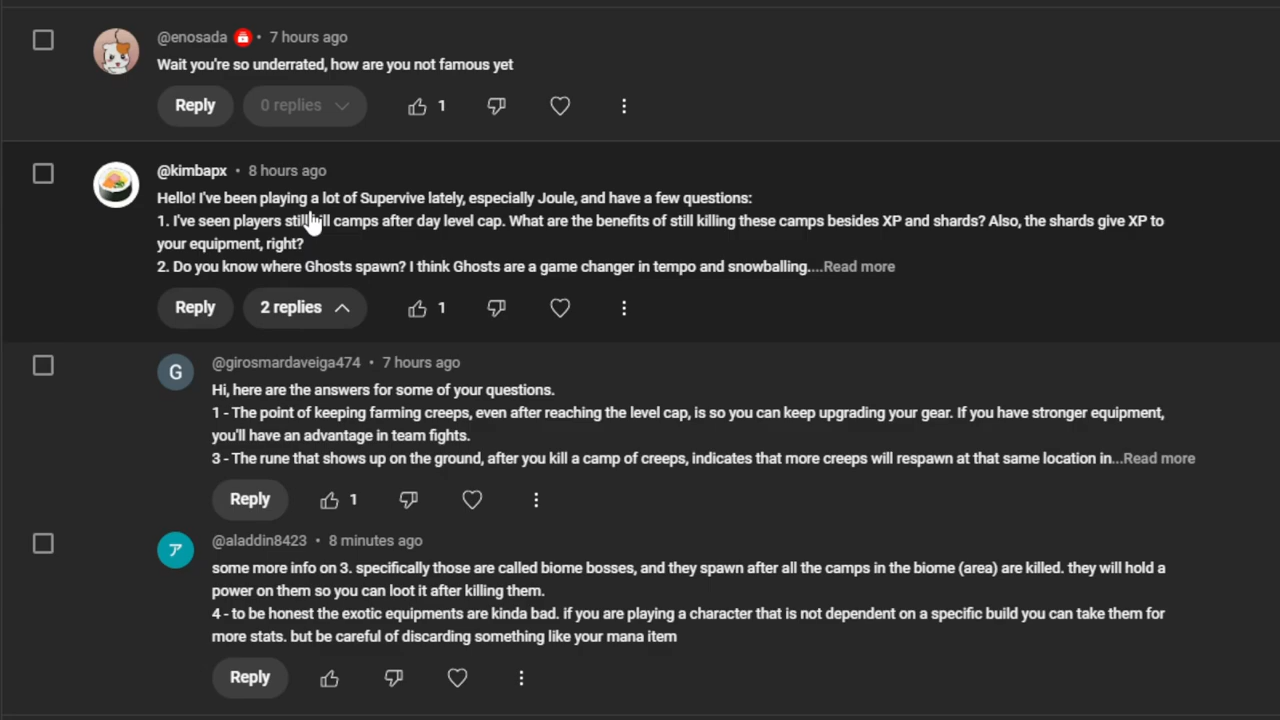 @enosada • 7 hours ago
Wait you're so underrated, how are you not famous yet
Reply 0 replies 1
@kimbapx • 8 hours ago
Hello! I've been playing a lot of Supervive lately, especially Joule, and have a few questions:
1. I've seen players still kill camps after day level cap. What are the benefits of still killing these camps besides XP and shards? Also, the shards give XP to
your equipment, right?
2. Do you know where Ghosts spawn? I think Ghosts are a game changer in tempo and snowballing....Read more
Reply 2 replies 1
G
@girosmardaveiga474 • 7 hours ago
Hi, here are the answers for some of your questions.
1 - The point of keeping farming creeps, even after reaching the level cap, is so you can keep upgrading your gear. If you have stronger equipment,
you'll have an advantage in team fights.
3 - The rune that shows up on the ground, after you kill a camp of creeps, indicates that more creeps will respawn at that same location in...Read more
Reply 1
ア
@aladdin8423 • 8 minutes ago
some more info on 3. specifically those are called biome bosses, and they spawn after all the camps in the biome (area) are killed. they will hold a
power on them so you can loot it after killing them.
4 - to be honest the exotic equipments are kinda bad. if you are playing a character that is not dependent on a specific build you can take them for
more stats. but be careful of discarding something like your mana item
Reply